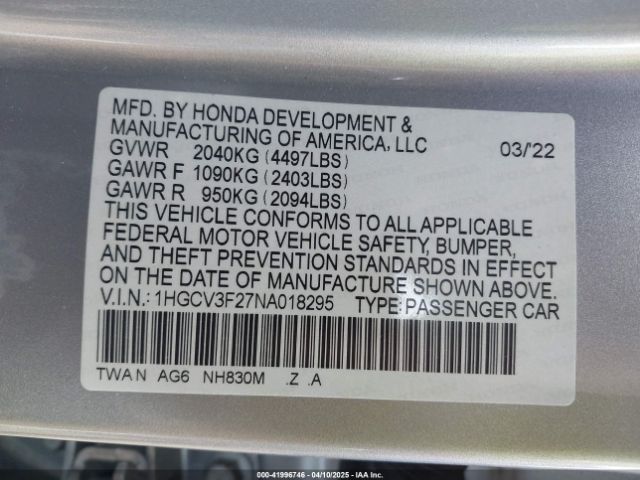 MFD. BY HONDA DEVELOPMENT &
MANUFACTURING OF AMERICA, LLC
GVWR 2040KG (4497LBS) 03/'22
GAWR F 1090KG (2403LBS)
GAWR R 950KG (2094LBS)
THIS VEHICLE CONFORMS TO ALL APPLICABLE
FEDERAL MOTOR VEHICLE SAFETY, BUMPER,
AND THEFT PREVENTION STANDARDS IN EFFECT
ON THE DATE OF MANUFACTURE SHOWN ABOVE.
V.I.N.: 1HGCV3F27NA018295 TYPE:PASSENGER CAR
TWA N AG6 NH830M .Z .A
000-41996746 - 04/10/2025 - IAA Inc.